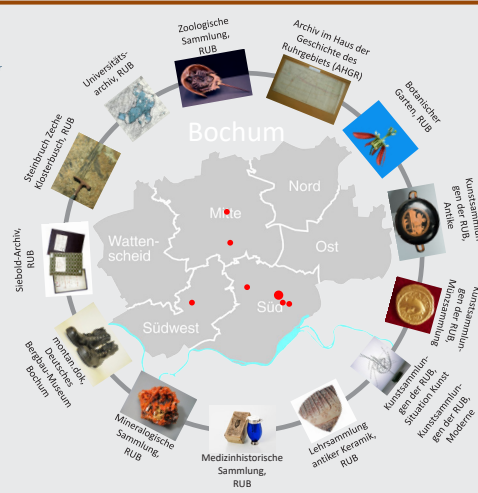 Zoologische
Sammlung,
RUB
Archiv im Haus der
Geschichte des
Ruhrgebiets (AHGR)
Botanischer
Garten, RUB
Kunstsammlun-
gen der RUB,
Antike
Kunstsammlun-
gen der RUB,
Münzsammlung
Kunstsammlun-
gen der RUB,
Situation Kunst
Kunstsammlun-
gen der RUB,
Moderne
Lehrsammlung
antiker Keramik,
RUB
Medizinhistorische
Sammlung,
RUB
Mineralogische
Sammlung,
RUB
montan.dok,
Deutsches
Bergbau-Museum
Bochum
Siebold-Archiv,
RUB
Steinbruch Zeche
Klosterbusch, RUB
Universitäts-
archiv, RUB
Bochum
Nord
Mitte
Watten-
scheid
Ost
Süd
Südwest